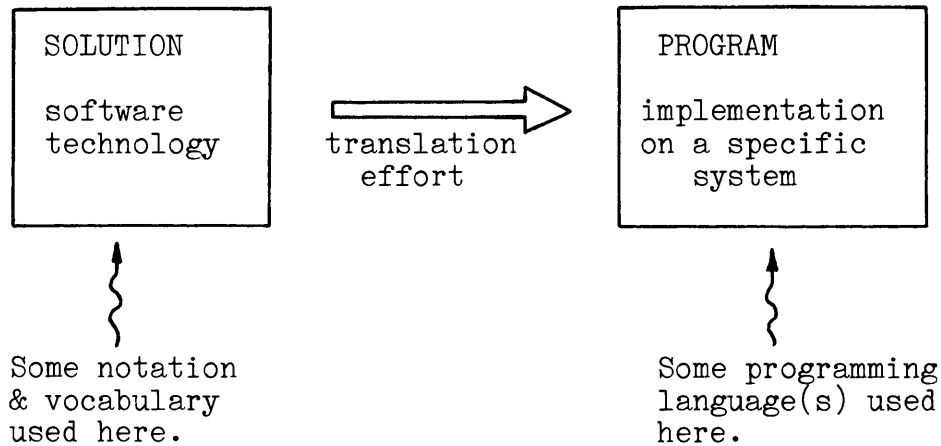 SOLUTION
software
technology
translation
effort
PROGRAM
implementation
on a specific
system
Some notation
& vocabulary
used here.
Some programming
language(s) used
here.